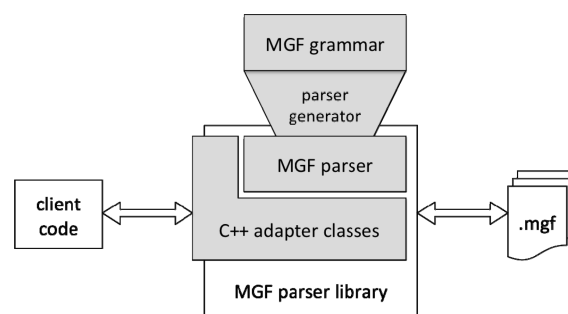 MGF grammar
parser
generator
MGF parser
client
code
C++ adapter classes
.mgf
MGF parser library